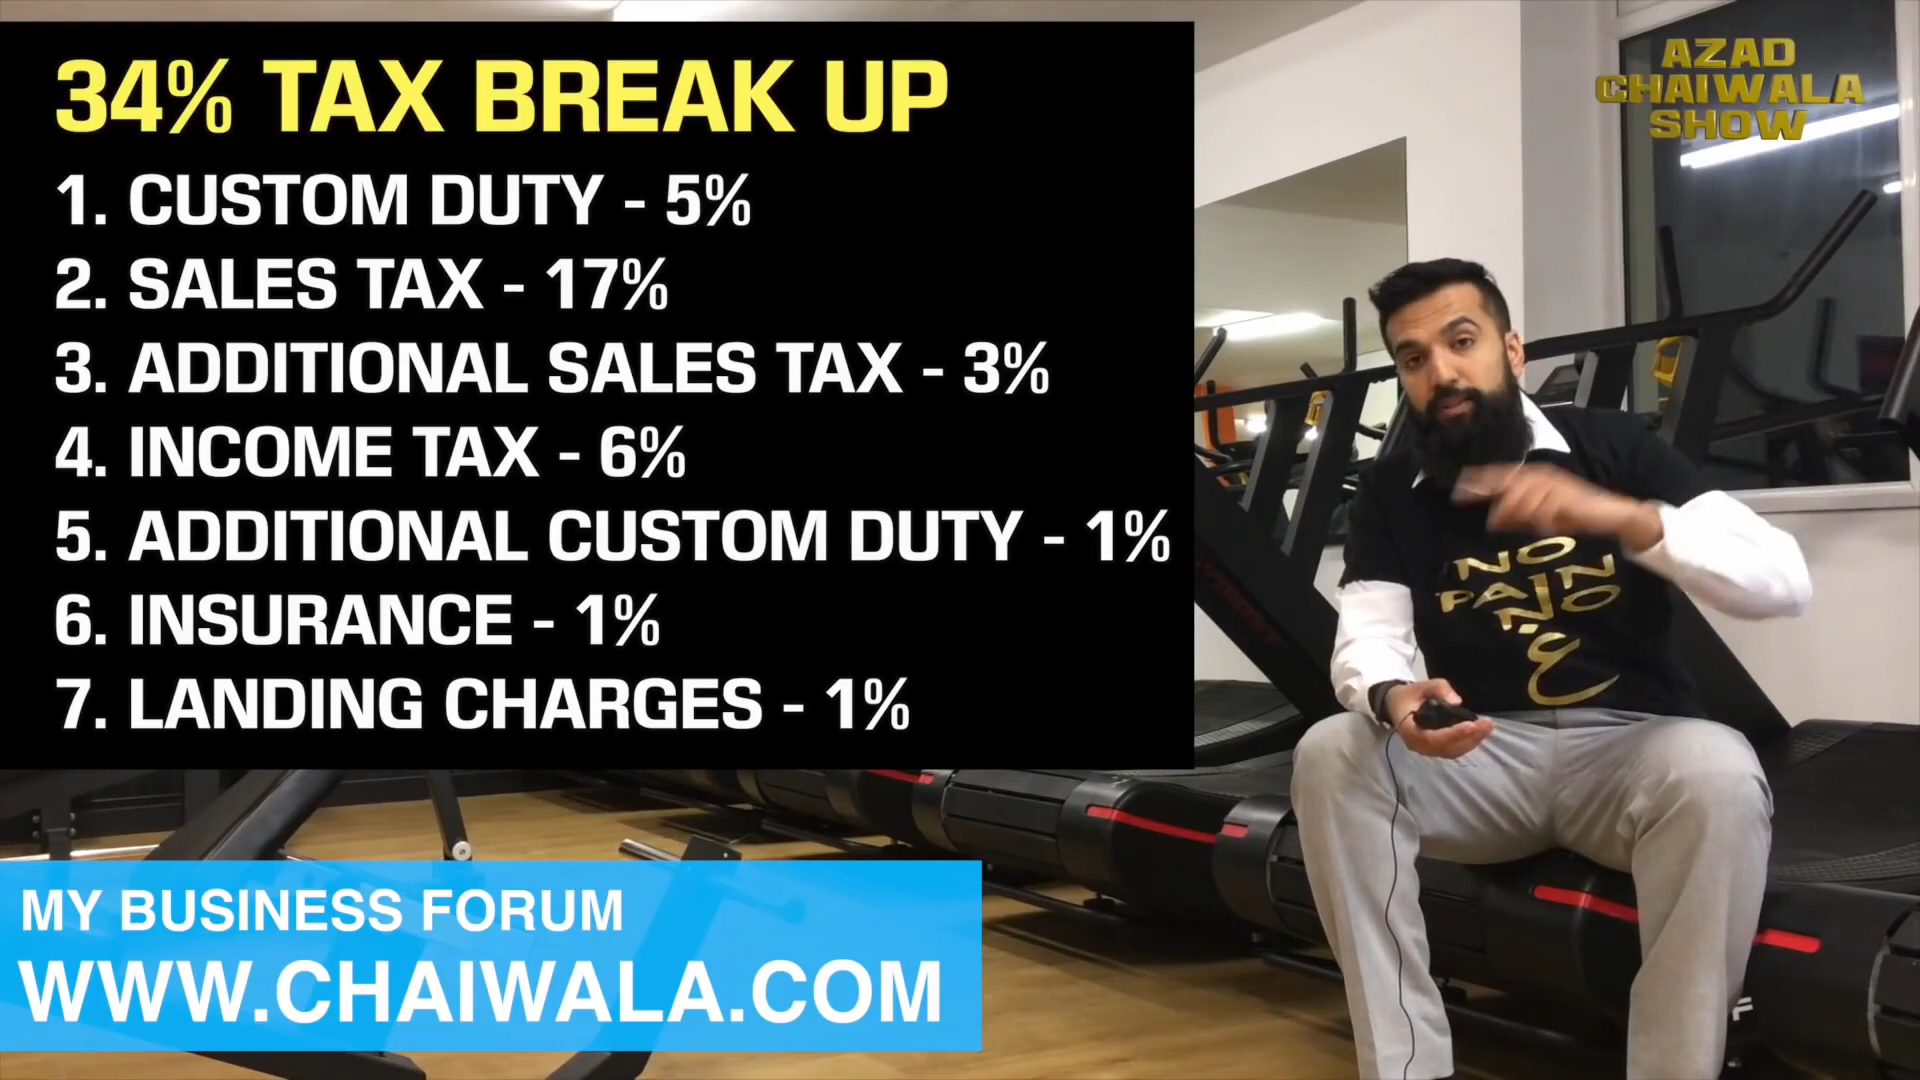 34% TAX BREAK UP
1. CUSTOM DUTY - 5%
2. SALES TAX - 17%
3. ADDITIONAL SALES TAX - 3%
4. INCOME TAX - 6%
5. ADDITIONAL CUSTOM DUTY - 1%
6. INSURANCE - 1%
7. LANDING CHARGES - 1%
AZAD
CHAIWALA
SHOW
NO
PAIN
NO
ع
MY BUSINESS FORUM
WWW.CHAIWALA.COM